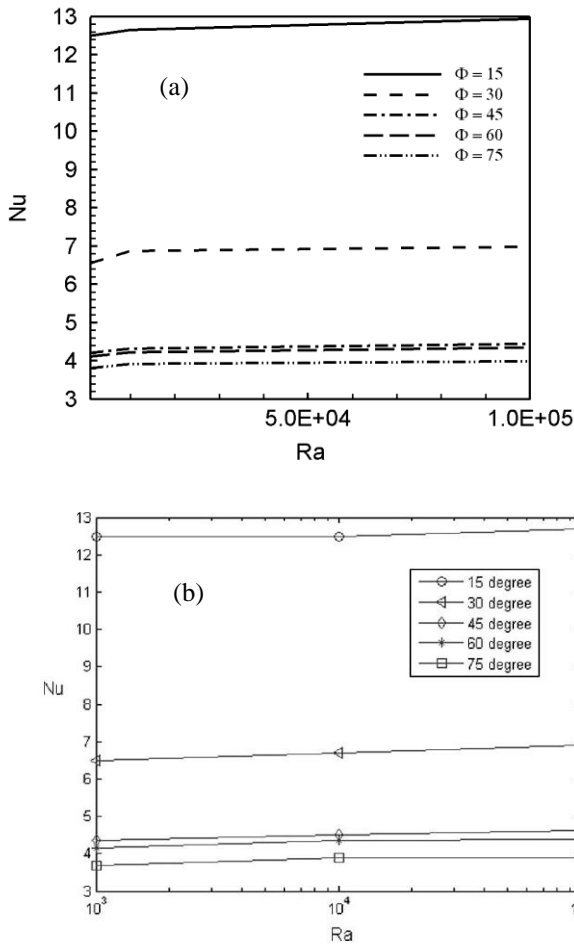 13
12
11
10
9
8
7
6
5
4
3
Nu
(a)
Φ = 15
Φ = 30
Φ = 45
Φ = 60
Φ = 75
5.0E+04
1.0E+05
Ra
13
12
11
10
9
8
7
6
5
4
3
Nu
(b)
15 degree
30 degree
45 degree
60 degree
75 degree
10³
10⁴
Ra